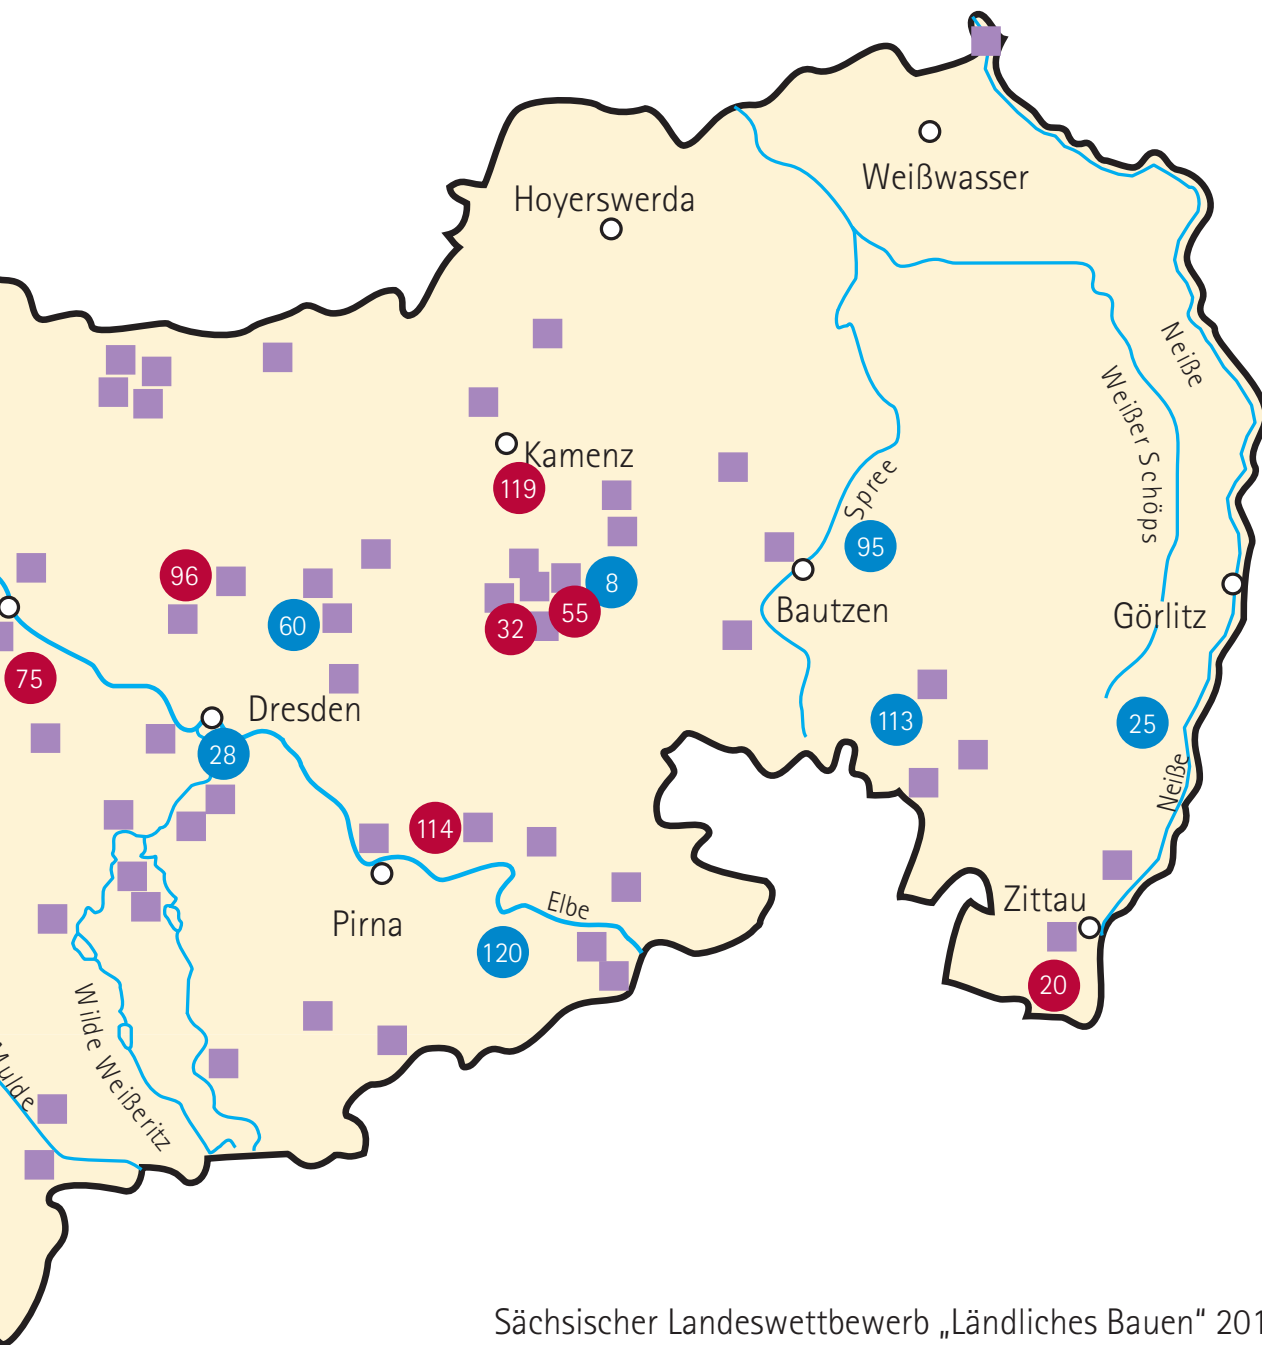 Weißwasser
Hoyerswerda
Neiße
Weißer Schöps
Kamenz
119
Spree
95
96
8
55
60
32
Bautzen
Görlitz
75
Dresden
113
25
28
Neiße
114
Zittau
Elbe
Pirna
120
20
Wilde Weißeritz
Mulde
Sächsischer Landeswettbewerb „Ländliches Bauen“ 201